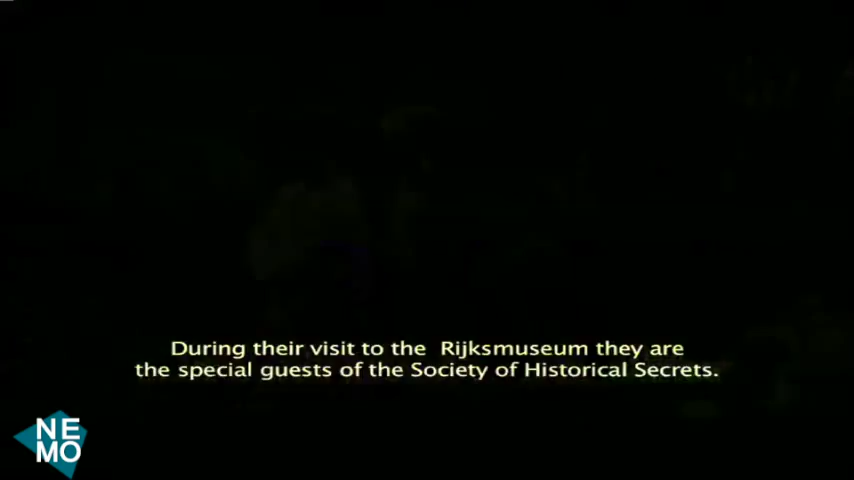 During their visit to the Rijksmuseum they are
the special guests of the Society of Historical Secrets.
NE
MO